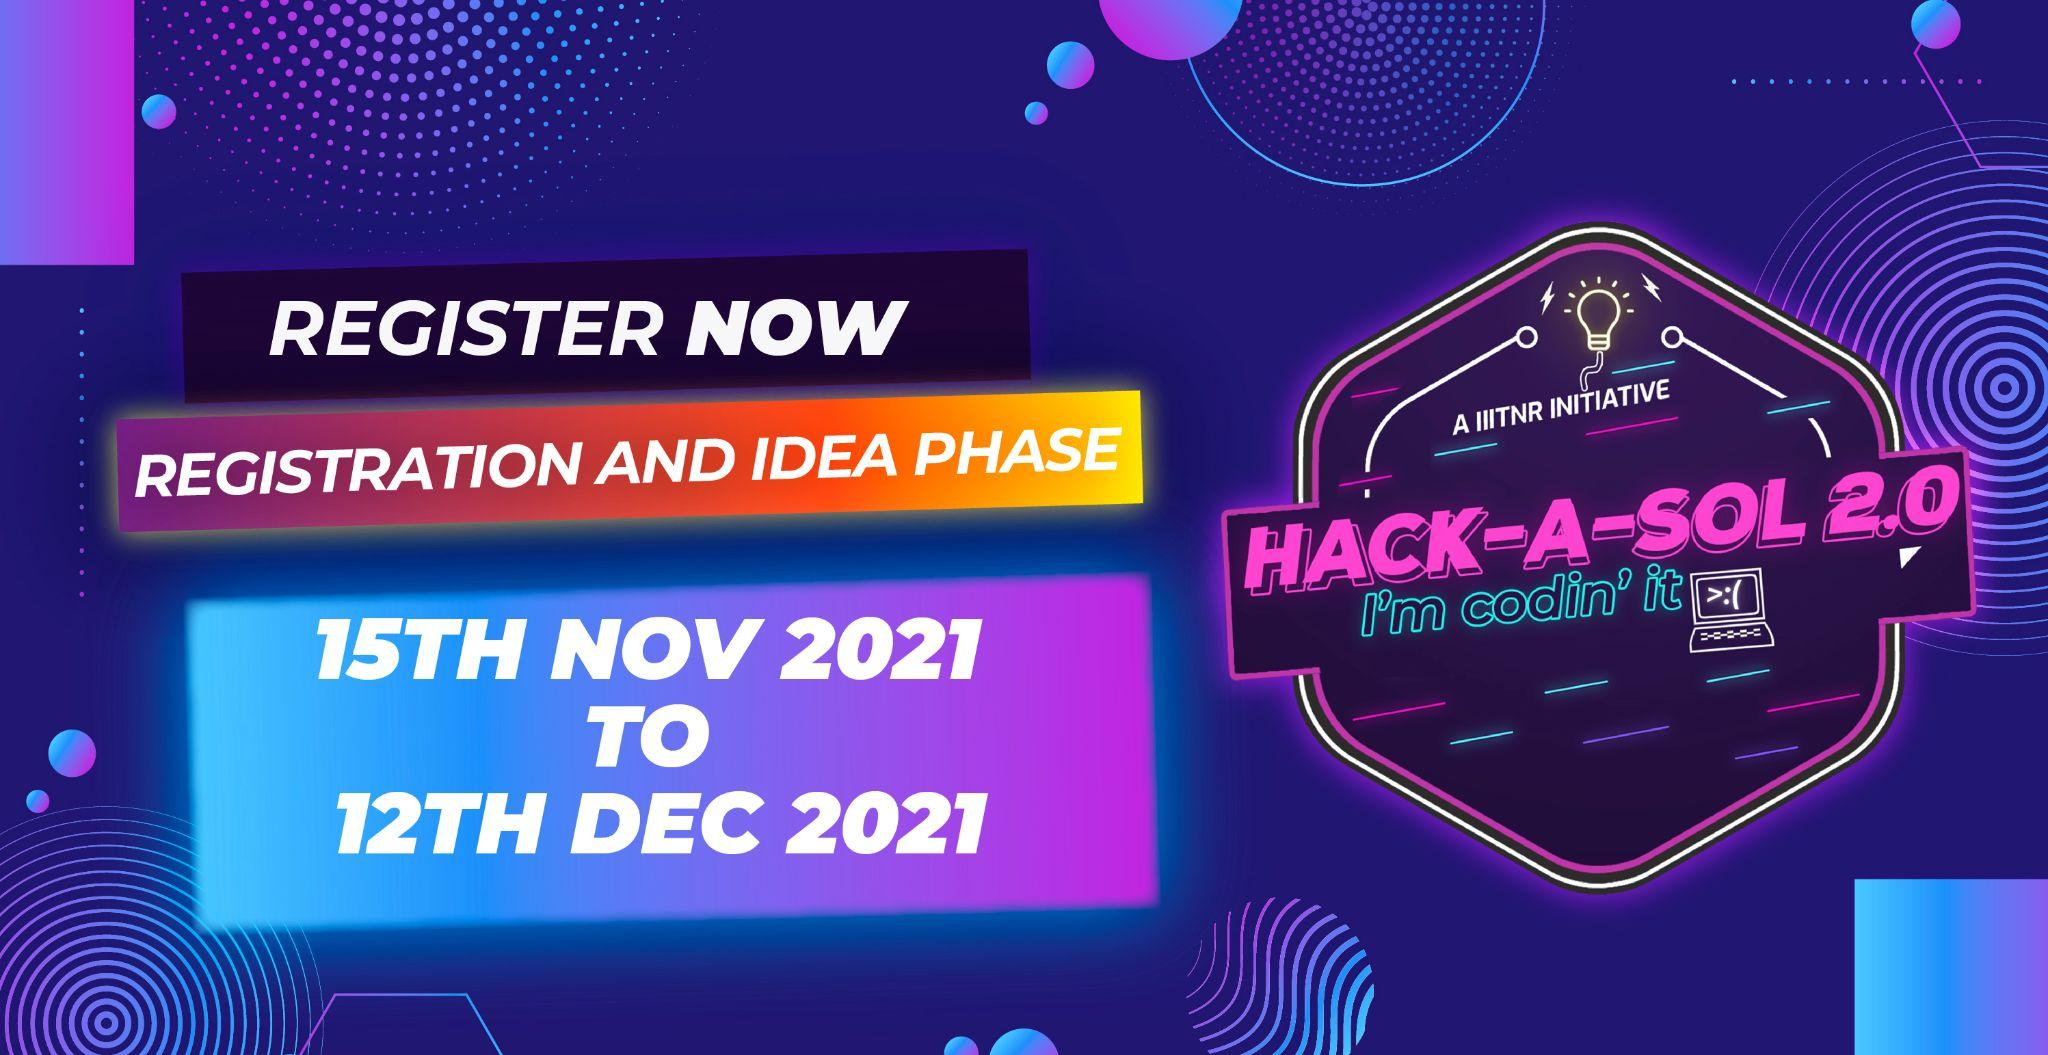 REGISTER NOW
REGISTRATION AND IDEA PHASE
15TH NOV 2021
TO
12TH DEC 2021
A IIITNR INITIATIVE
HACK-A-SOL 2.0
I'm codin' it
>:(